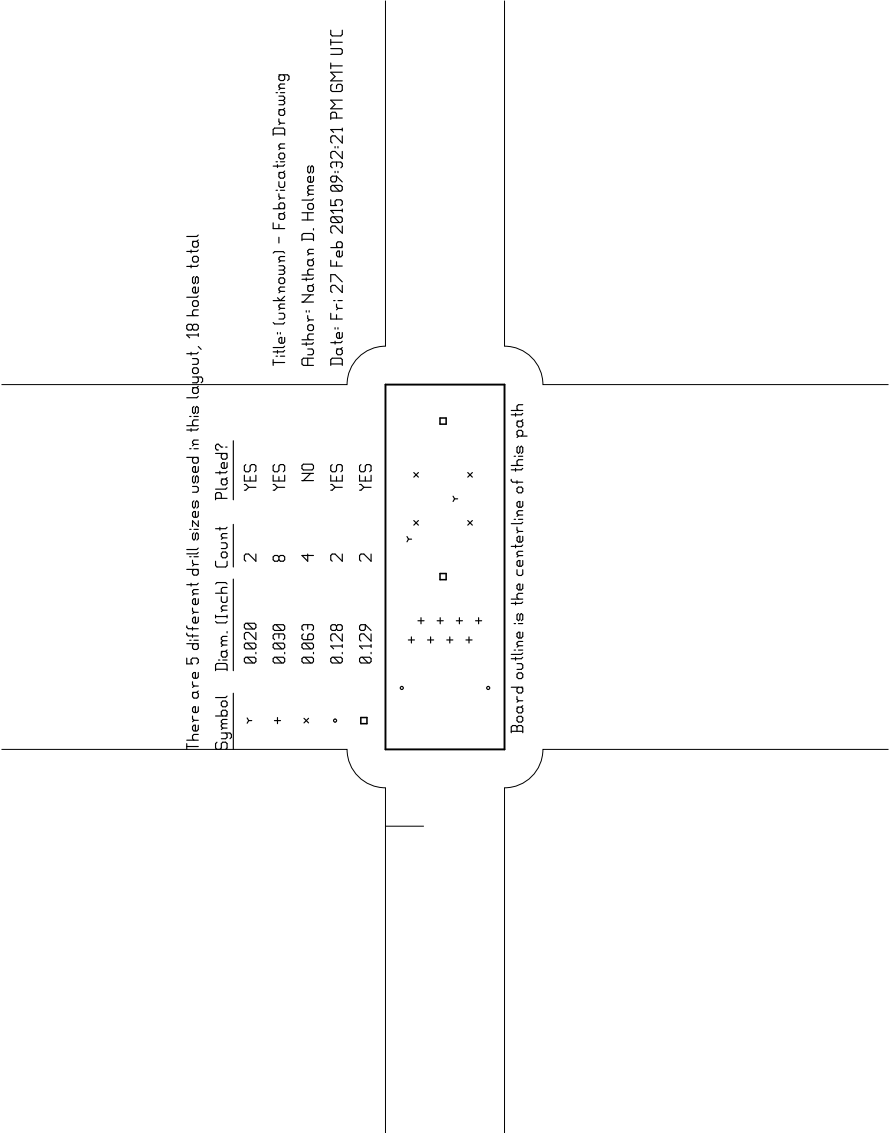 There are 5 different drill sizes used in this layout, 18 holes total
Symbol Diam. (Inch) Count Plated?
0.020 2 YES
0.030 8 YES
0.063 4 NO
0.128 2 YES
0.129 2 YES
Title: (unknown) - Fabrication Drawing
Author: Nathan D. Holmes
Date: Fri 27 Feb 2015 09:32:21 PM GMT UTC
Board outline is the centerline of this path